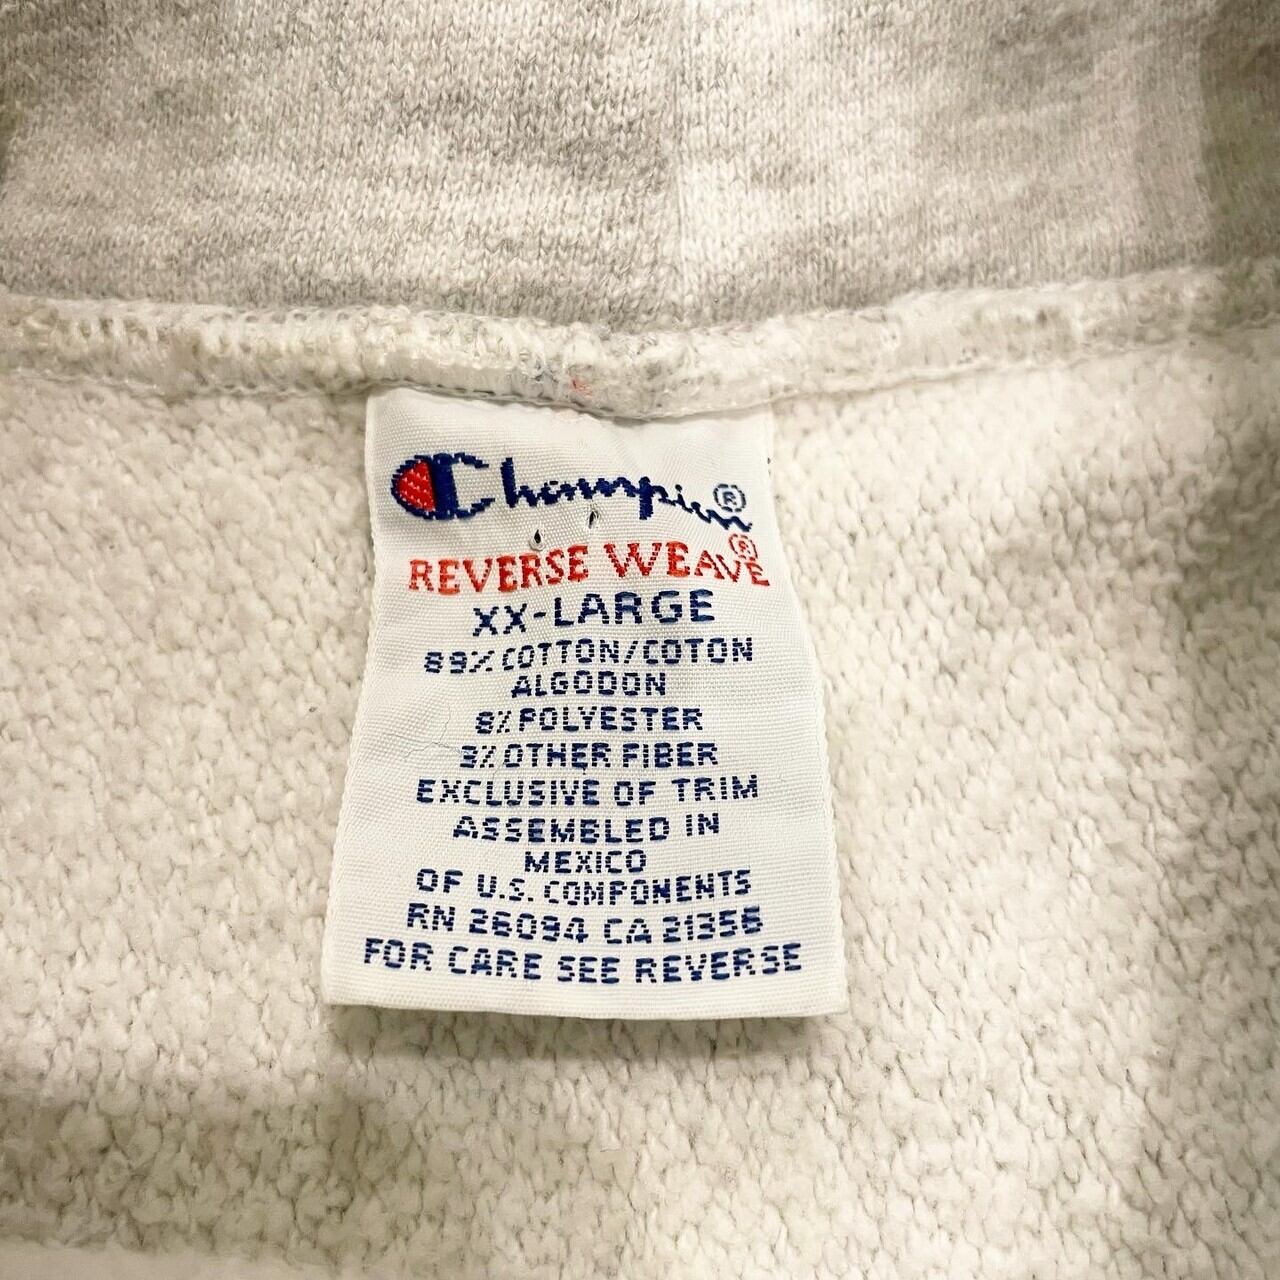 Champion®
REVERSE WEAVE®
XX-LARGE
89% COTTON/COTON
ALGODON
8% POLYESTER
3% OTHER FIBER
EXCLUSIVE OF TRIM
ASSEMBLED IN
MEXICO
OF U.S. COMPONENTS
RN 26094 CA 21356
FOR CARE SEE REVERSE